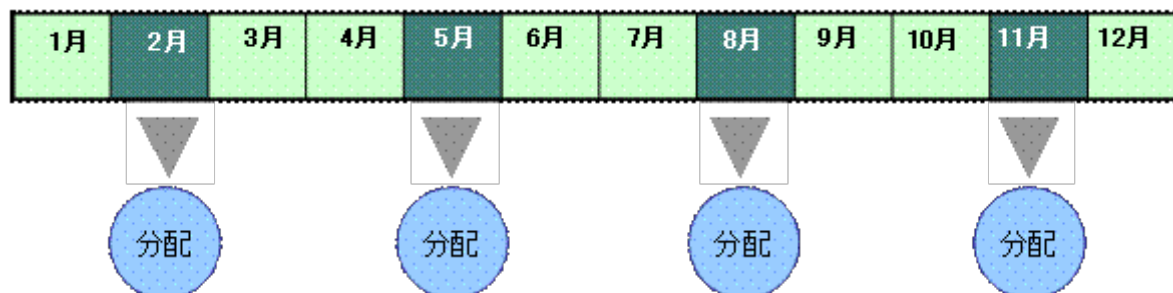 1月 2月 3月 4月 5月 6月 7月 8月 9月 10月 11月 12月
分配 分配 分配 分配